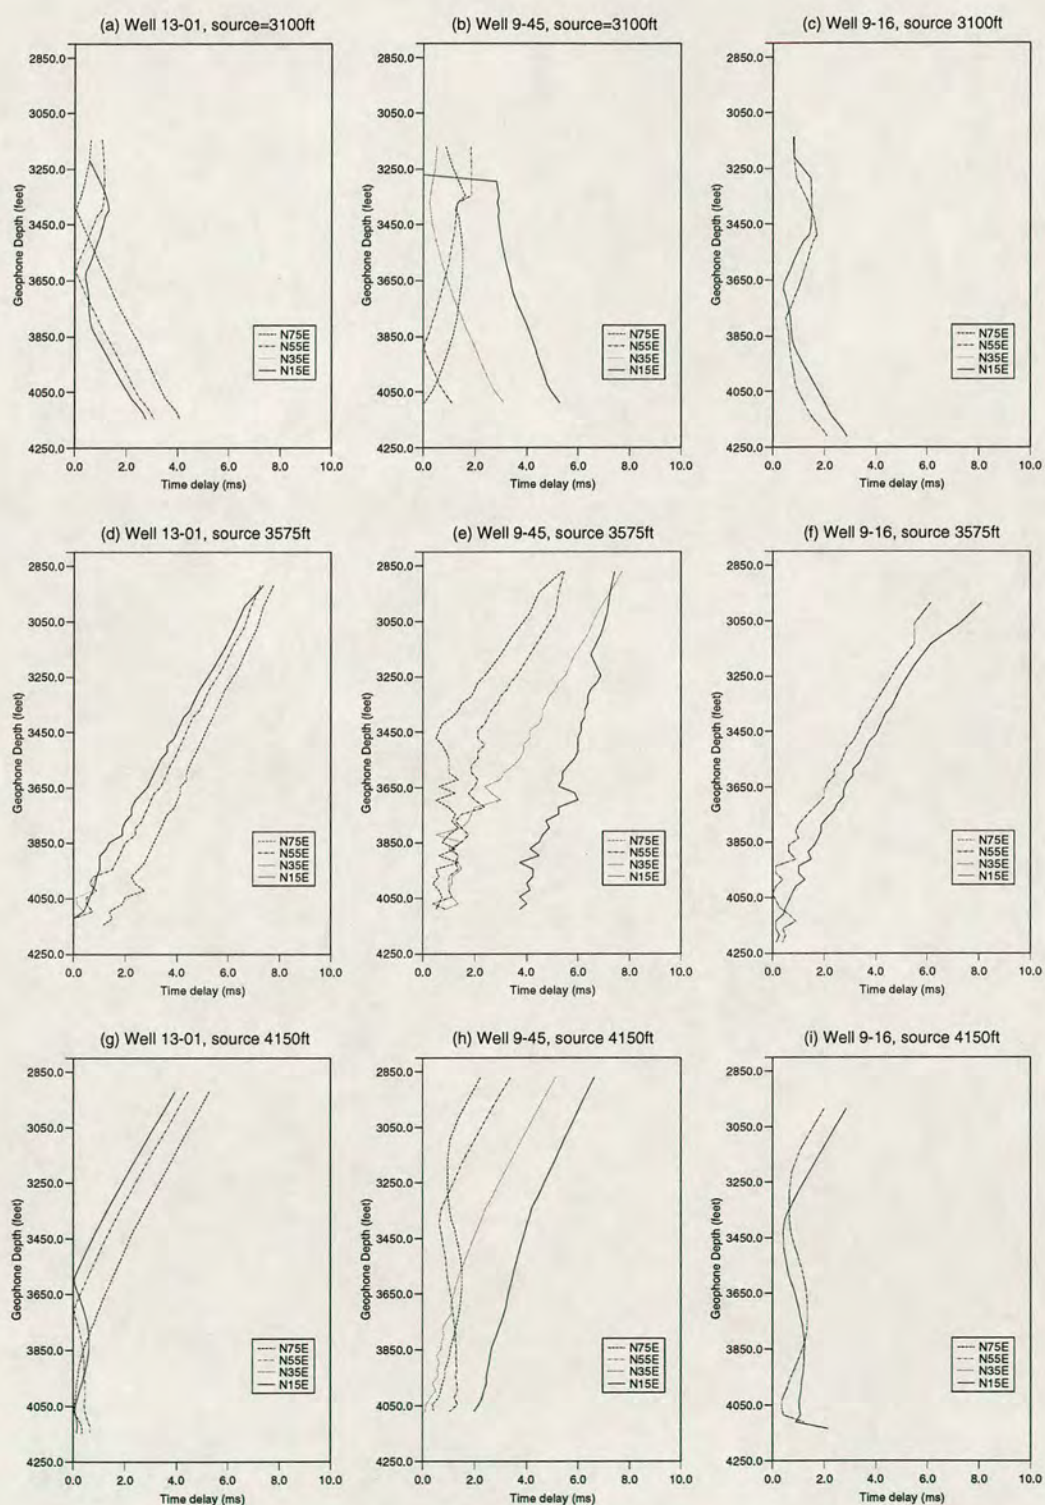 (a) Well 13-01, source=3100ft
(b) Well 9-45, source=3100ft
(c) Well 9-16, source 3100ft
Geophone Depth (feet)
2850.0
3050.0
3250.0
3450.0
3650.0
3850.0
4050.0
4250.0
N75E
N55E
N35E
N15E
0.0 2.0 4.0 6.0 8.0 10.0
Time delay (ms)
Geophone Depth (feet)
2850.0
3050.0
3250.0
3450.0
3650.0
3850.0
4050.0
4250.0
N75E
N55E
N35E
N15E
0.0 2.0 4.0 6.0 8.0 10.0
Time delay (ms)
Geophone Depth (feet)
2850.0
3050.0
3250.0
3450.0
3650.0
3850.0
4050.0
4250.0
N75E
N55E
N35E
N15E
0.0 2.0 4.0 6.0 8.0 10.0
Time delay (ms)
(d) Well 13-01, source 3575ft
(e) Well 9-45, source 3575ft
(f) Well 9-16, source 3575ft
Geophone Depth (feet)
2850.0
3050.0
3250.0
3450.0
3650.0
3850.0
4050.0
4250.0
N75E
N55E
N35E
N15E
0.0 2.0 4.0 6.0 8.0 10.0
Time delay (ms)
Geophone Depth (feet)
2850.0
3050.0
3250.0
3450.0
3650.0
3850.0
4050.0
4250.0
N75E
N55E
N35E
N15E
0.0 2.0 4.0 6.0 8.0 10.0
Time delay (ms)
Geophone Depth (feet)
2850.0
3050.0
3250.0
3450.0
3650.0
3850.0
4050.0
4250.0
N75E
N55E
N35E
N15E
0.0 2.0 4.0 6.0 8.0 10.0
Time delay (ms)
(g) Well 13-01, source 4150ft
(h) Well 9-45, source 4150ft
(i) Well 9-16, source 4150ft
Geophone Depth (feet)
2850.0
3050.0
3250.0
3450.0
3650.0
3850.0
4050.0
4250.0
N75E
N55E
N35E
N15E
0.0 2.0 4.0 6.0 8.0 10.0
Time delay (ms)
Geophone Depth (feet)
2850.0
3050.0
3250.0
3450.0
3650.0
3850.0
4050.0
4250.0
N75E
N55E
N35E
N15E
0.0 2.0 4.0 6.0 8.0 10.0
Time delay (ms)
Geophone Depth (feet)
2850.0
3050.0
3250.0
3450.0
3650.0
3850.0
4050.0
4250.0
N75E
N55E
N35E
N15E
0.0 2.0 4.0 6.0 8.0 10.0
Time delay (ms)